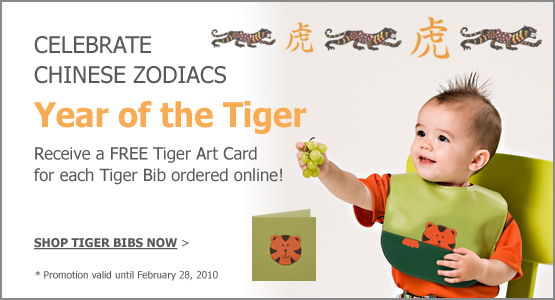 虎 虎
CELEBRATE
CHINESE ZODIACS
Year of the Tiger
Receive a FREE Tiger Art Card
for each Tiger Bib ordered online!
SHOP TIGER BIBS NOW >
* Promotion valid until February 28, 2010